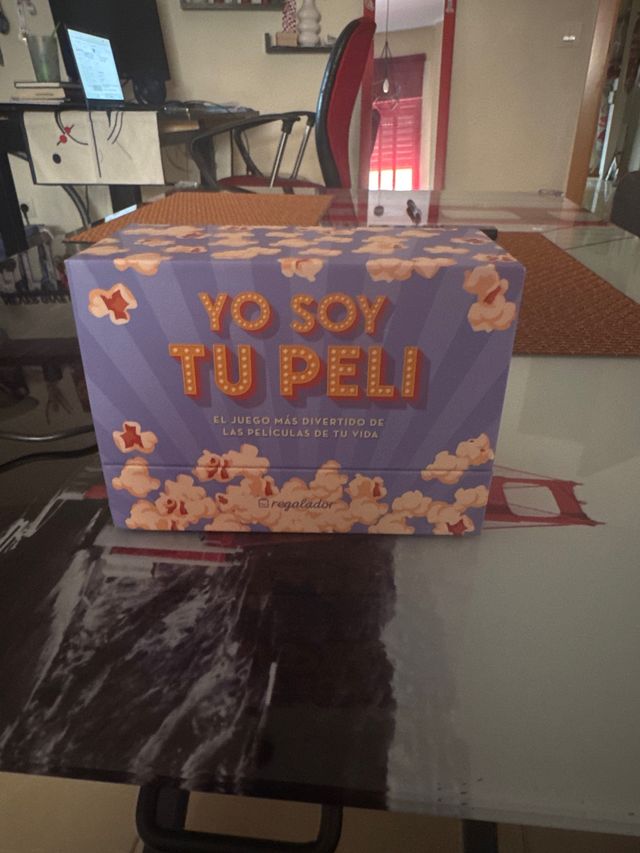 YO SOY
TU PELI
EL JUEGO MÁS DIVERTIDO DE
LAS PELÍCULAS DE TU VIDA
regalador